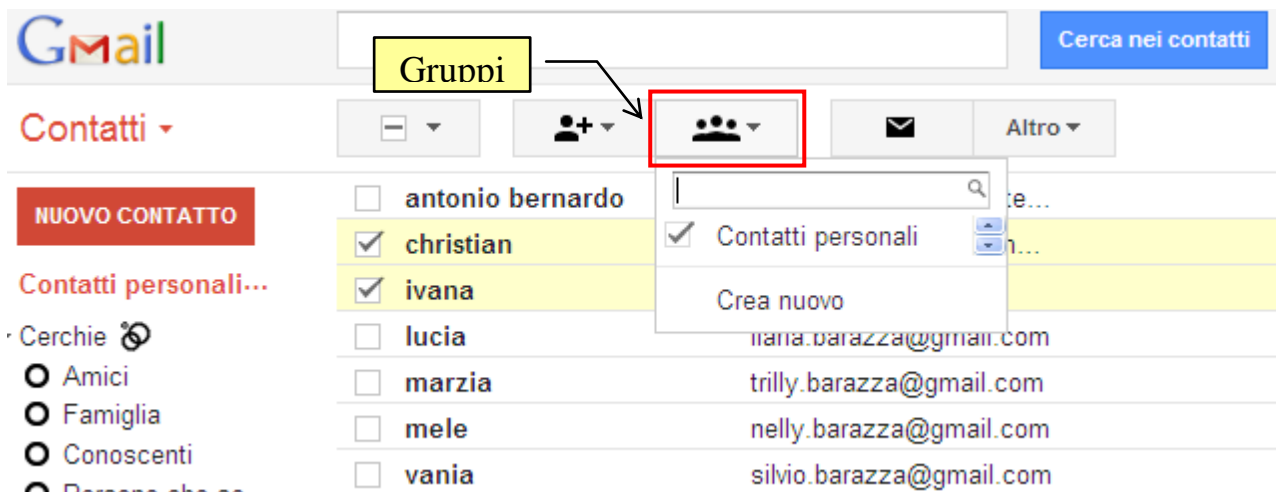 Gmail
Cerca nei contatti
Gruppi
Contatti
Altro
NUOVO CONTATTO
antonio bernardo
christian
Contatti personali
Contatti personali...
ivana
Crea nuovo
Cerchie
lucia
marzia trilly.barazza@gmail.com
Amici
Famiglia
mele nelly.barazza@gmail.com
Conoscenti
vania silvio.barazza@gmail.com